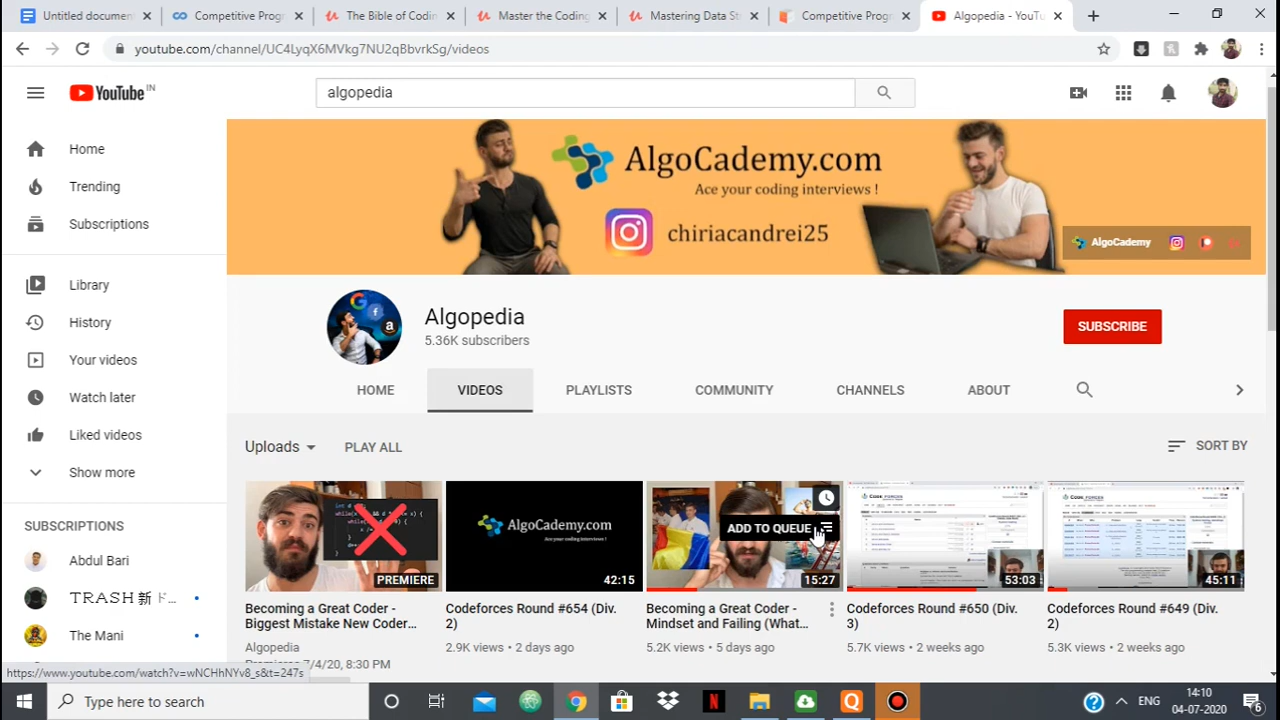 Untitled documen
Competitive Progr
The Bible of Codin
Master the Coding
Mastering Data St
Competitive Progr
Algopedia - YouTu
youtube.com/channel/UC4LyqX6MVkg7NU2qBbvrkSg/videos
YouTube IN
algopedia
Home
Trending
Subscriptions
Library
History
Your videos
Watch later
Liked videos
Show more
SUBSCRIPTIONS
Abdul Bari
TRASH 新 ド...
The Mani
AlgoCademy.com
Ace your coding interviews !
chiriacandrei25
AlgoCademy
Algopedia
5.36K subscribers
SUBSCRIBE
HOME
VIDEOS
PLAYLISTS
COMMUNITY
CHANNELS
ABOUT
Uploads
PLAY ALL
SORT BY
PREMIERE
AlgoCademy.com
Ace your coding interviews !
42:15
ADD TO QUEUE
15:27
53:03
45:11
Becoming a Great Coder -
Biggest Mistake New Coder...
Algopedia
Premieres 7/4/20, 8:30 PM
Codeforces Round #654 (Div.
2)
2.9K views • 2 days ago
Becoming a Great Coder -
Mindset and Failing (What...
5.2K views • 5 days ago
Codeforces Round #650 (Div.
3)
5.7K views • 2 weeks ago
Codeforces Round #649 (Div.
2)
5.3K views • 2 weeks ago
https://www.youtube.com/watch?v=wNCHhNYv8_s&t=247s
Type here to search
ENG
14:10
04-07-2020
6